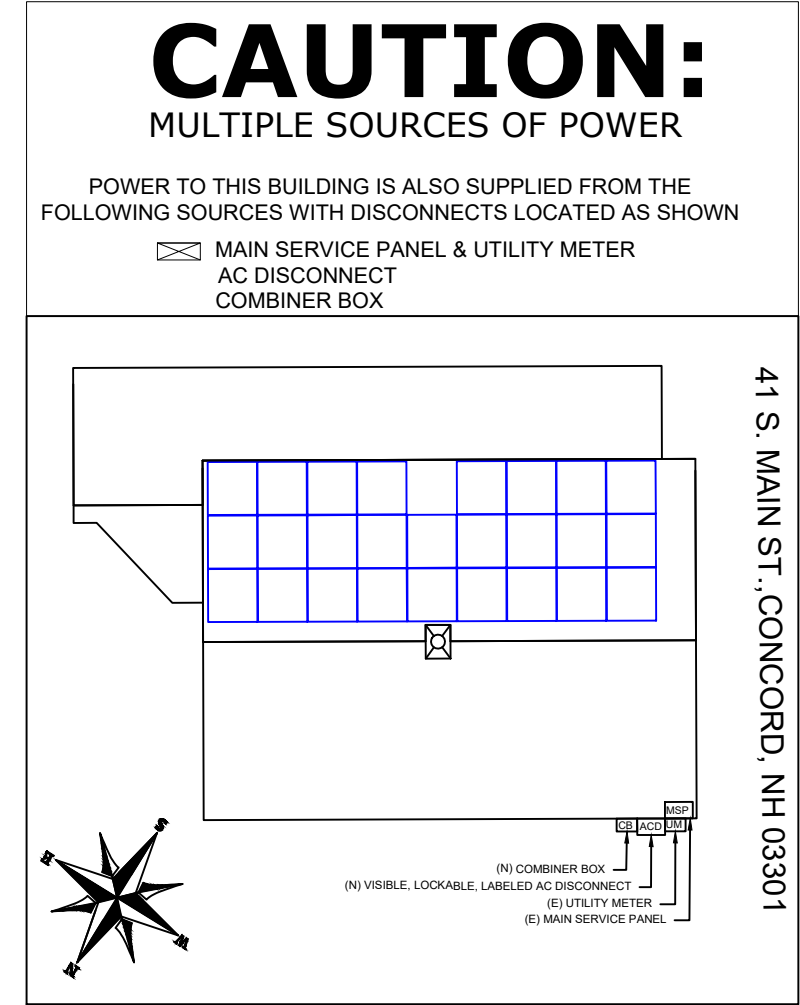 CAUTION:
MULTIPLE SOURCES OF POWER
POWER TO THIS BUILDING IS ALSO SUPPLIED FROM THE
FOLLOWING SOURCES WITH DISCONNECTS LOCATED AS SHOWN
MAIN SERVICE PANEL & UTILITY METER
AC DISCONNECT
COMBINER BOX
41 S. MAIN ST.,CONCORD, NH 03301
MSP
CB ACD UM
(N) COMBINER BOX
(N) VISIBLE, LOCKABLE, LABELED AC DISCONNECT
(E) UTILITY METER
(E) MAIN SERVICE PANEL
S
E
W
N